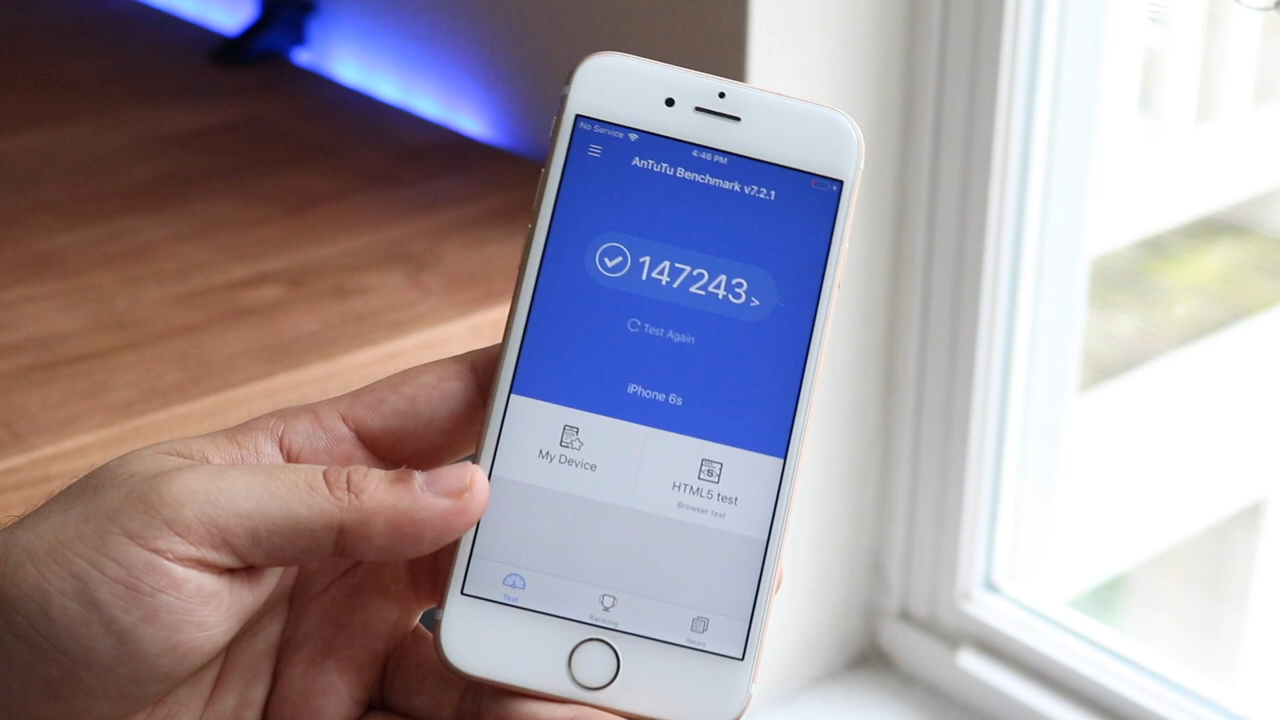 No Service
4:46 PM
AnTuTu Benchmark v7.2.1
147243 >
Test Again
iPhone 6s
My Device
HTML5 test
Browser test
Test
Ranking
News